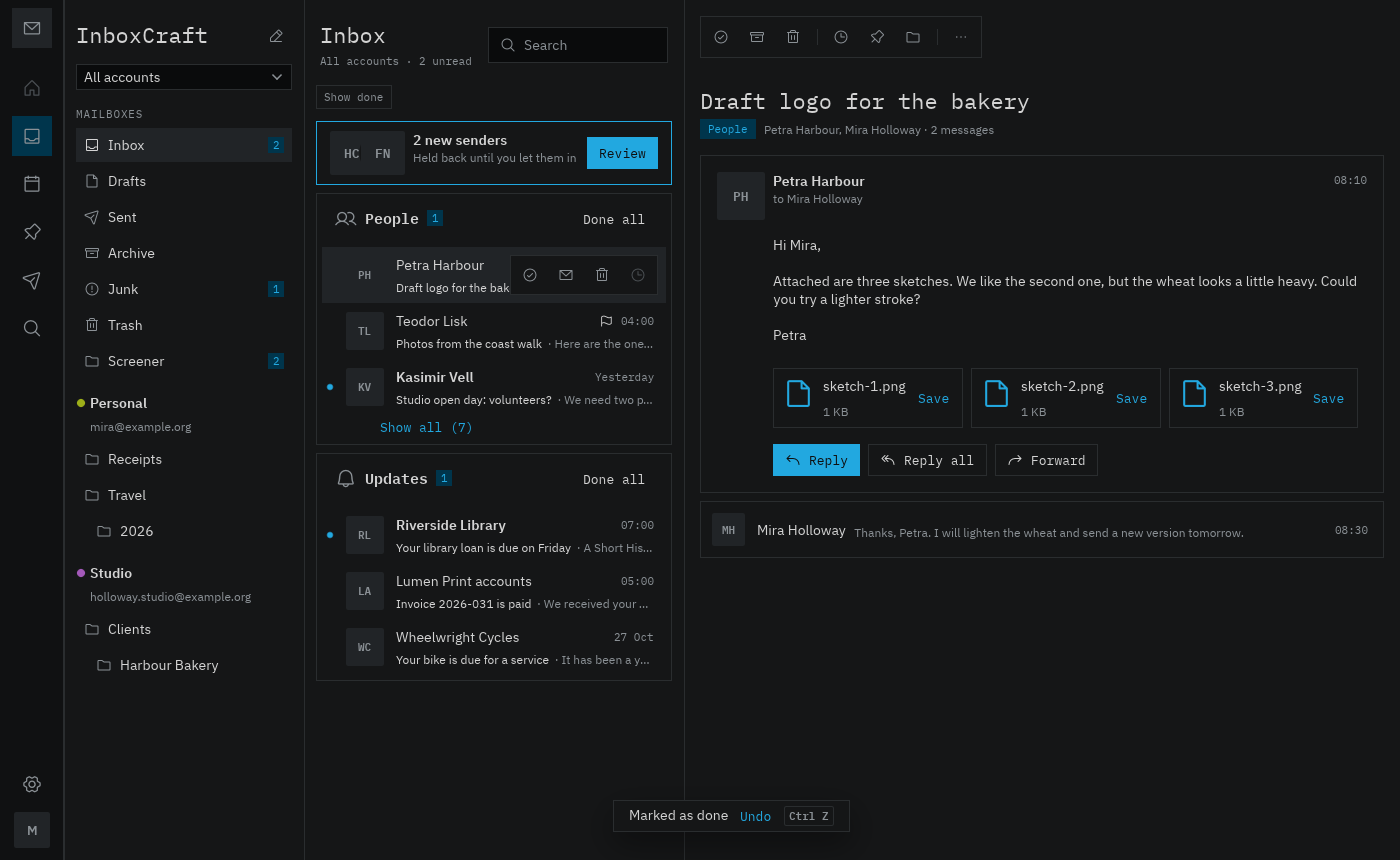 InboxCraft
All accounts
MAILBOXES
Inbox 2
Drafts
Sent
Archive
Junk 1
Trash
Screener 2
Personal
mira@example.org
Receipts
Travel
2026
Studio
holloway.studio@example.org
Clients
Harbour Bakery
M
Inbox
All accounts · 2 unread
Search
Show done
HC FN
2 new senders
Held back until you let them in
Review
People 1 Done all
PH
Petra Harbour
Draft logo for the bak
TL
Teodor Lisk 04:00
Photos from the coast walk · Here are the one…
KV
Kasimir Vell Yesterday
Studio open day: volunteers? · We need two p…
Show all (7)
Updates 1 Done all
RL
Riverside Library 07:00
Your library loan is due on Friday · A Short His…
LA
Lumen Print accounts 05:00
Invoice 2026-031 is paid · We received your …
WC
Wheelwright Cycles 27 Oct
Your bike is due for a service · It has been a y…
Draft logo for the bakery
People Petra Harbour, Mira Holloway · 2 messages
PH
Petra Harbour 08:10
to Mira Holloway
Hi Mira,
Attached are three sketches. We like the second one, but the wheat looks a little heavy. Could
you try a lighter stroke?
Petra
sketch-1.png
1 KB
Save
sketch-2.png
1 KB
Save
sketch-3.png
1 KB
Save
Reply Reply all Forward
MH Mira Holloway Thanks, Petra. I will lighten the wheat and send a new version tomorrow. 08:30
Marked as done Undo Ctrl Z